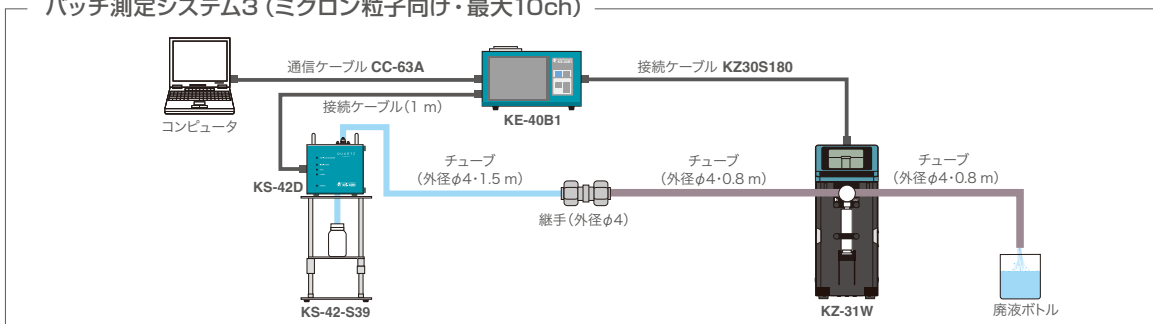 バッチ測定システム3（ミクロン粒子向け・最大10ch）
通信ケーブル CC-63A
接続ケーブル KZ30S180
コンピュータ
接続ケーブル（1 m）
KE-40B1
KS-42D
チューブ
（外径φ4・1.5 m）
チューブ
（外径φ4・0.8 m）
チューブ
（外径φ4・0.8 m）
継手（外径φ4）
KS-42-S39
KZ-31W
廃液ボトル